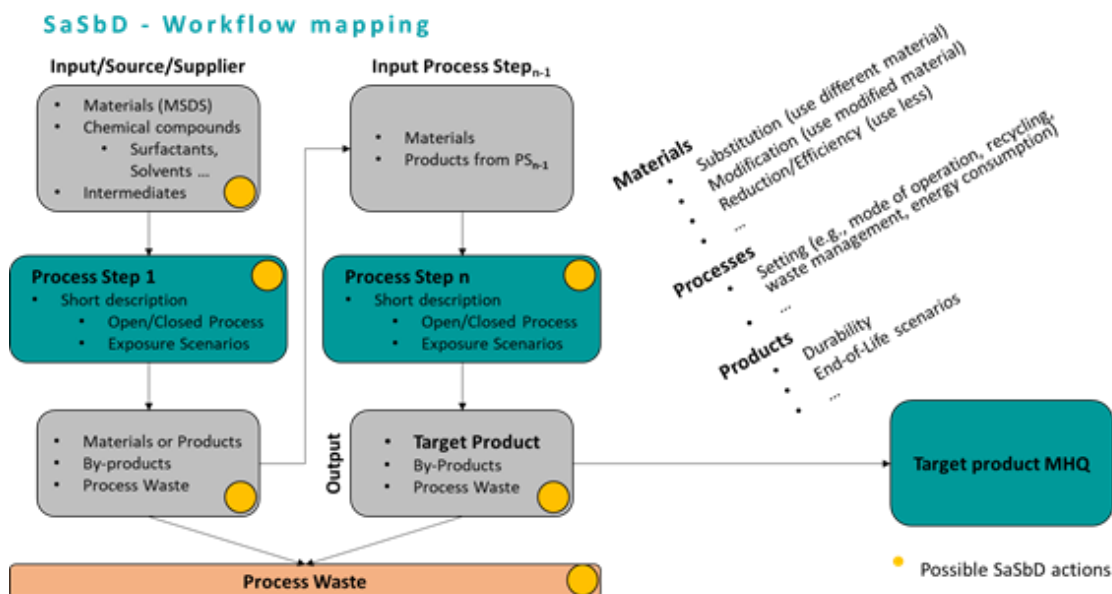 SaSbD - Workflow mapping
Input/Source/Supplier
• Materials (MSDS)
• Chemical compounds
• Surfactants,
Solvents ...
• Intermediates
Process Step 1
• Short description
• Open/Closed Process
• Exposure Scenarios
• Materials or Products
• By-products
• Process Waste
Input Process Stepn-1
• Materials
• Products from PSn-1
Process Step n
• Short description
• Open/Closed Process
• Exposure Scenarios
Output
• Target Product
• By-Products
• Process Waste
Process Waste
Materials
• Substitution (use different material)
• Modification (use modified material)
• Reduction/Efficiency (use less)
• ...
Processes
• Setting (e.g., mode of operation, recycling,
• waste management, energy consumption)
• ...
Products
• Durability
• End-of-Life scenarios
• ...
Target product MHQ
Possible SaSbD actions